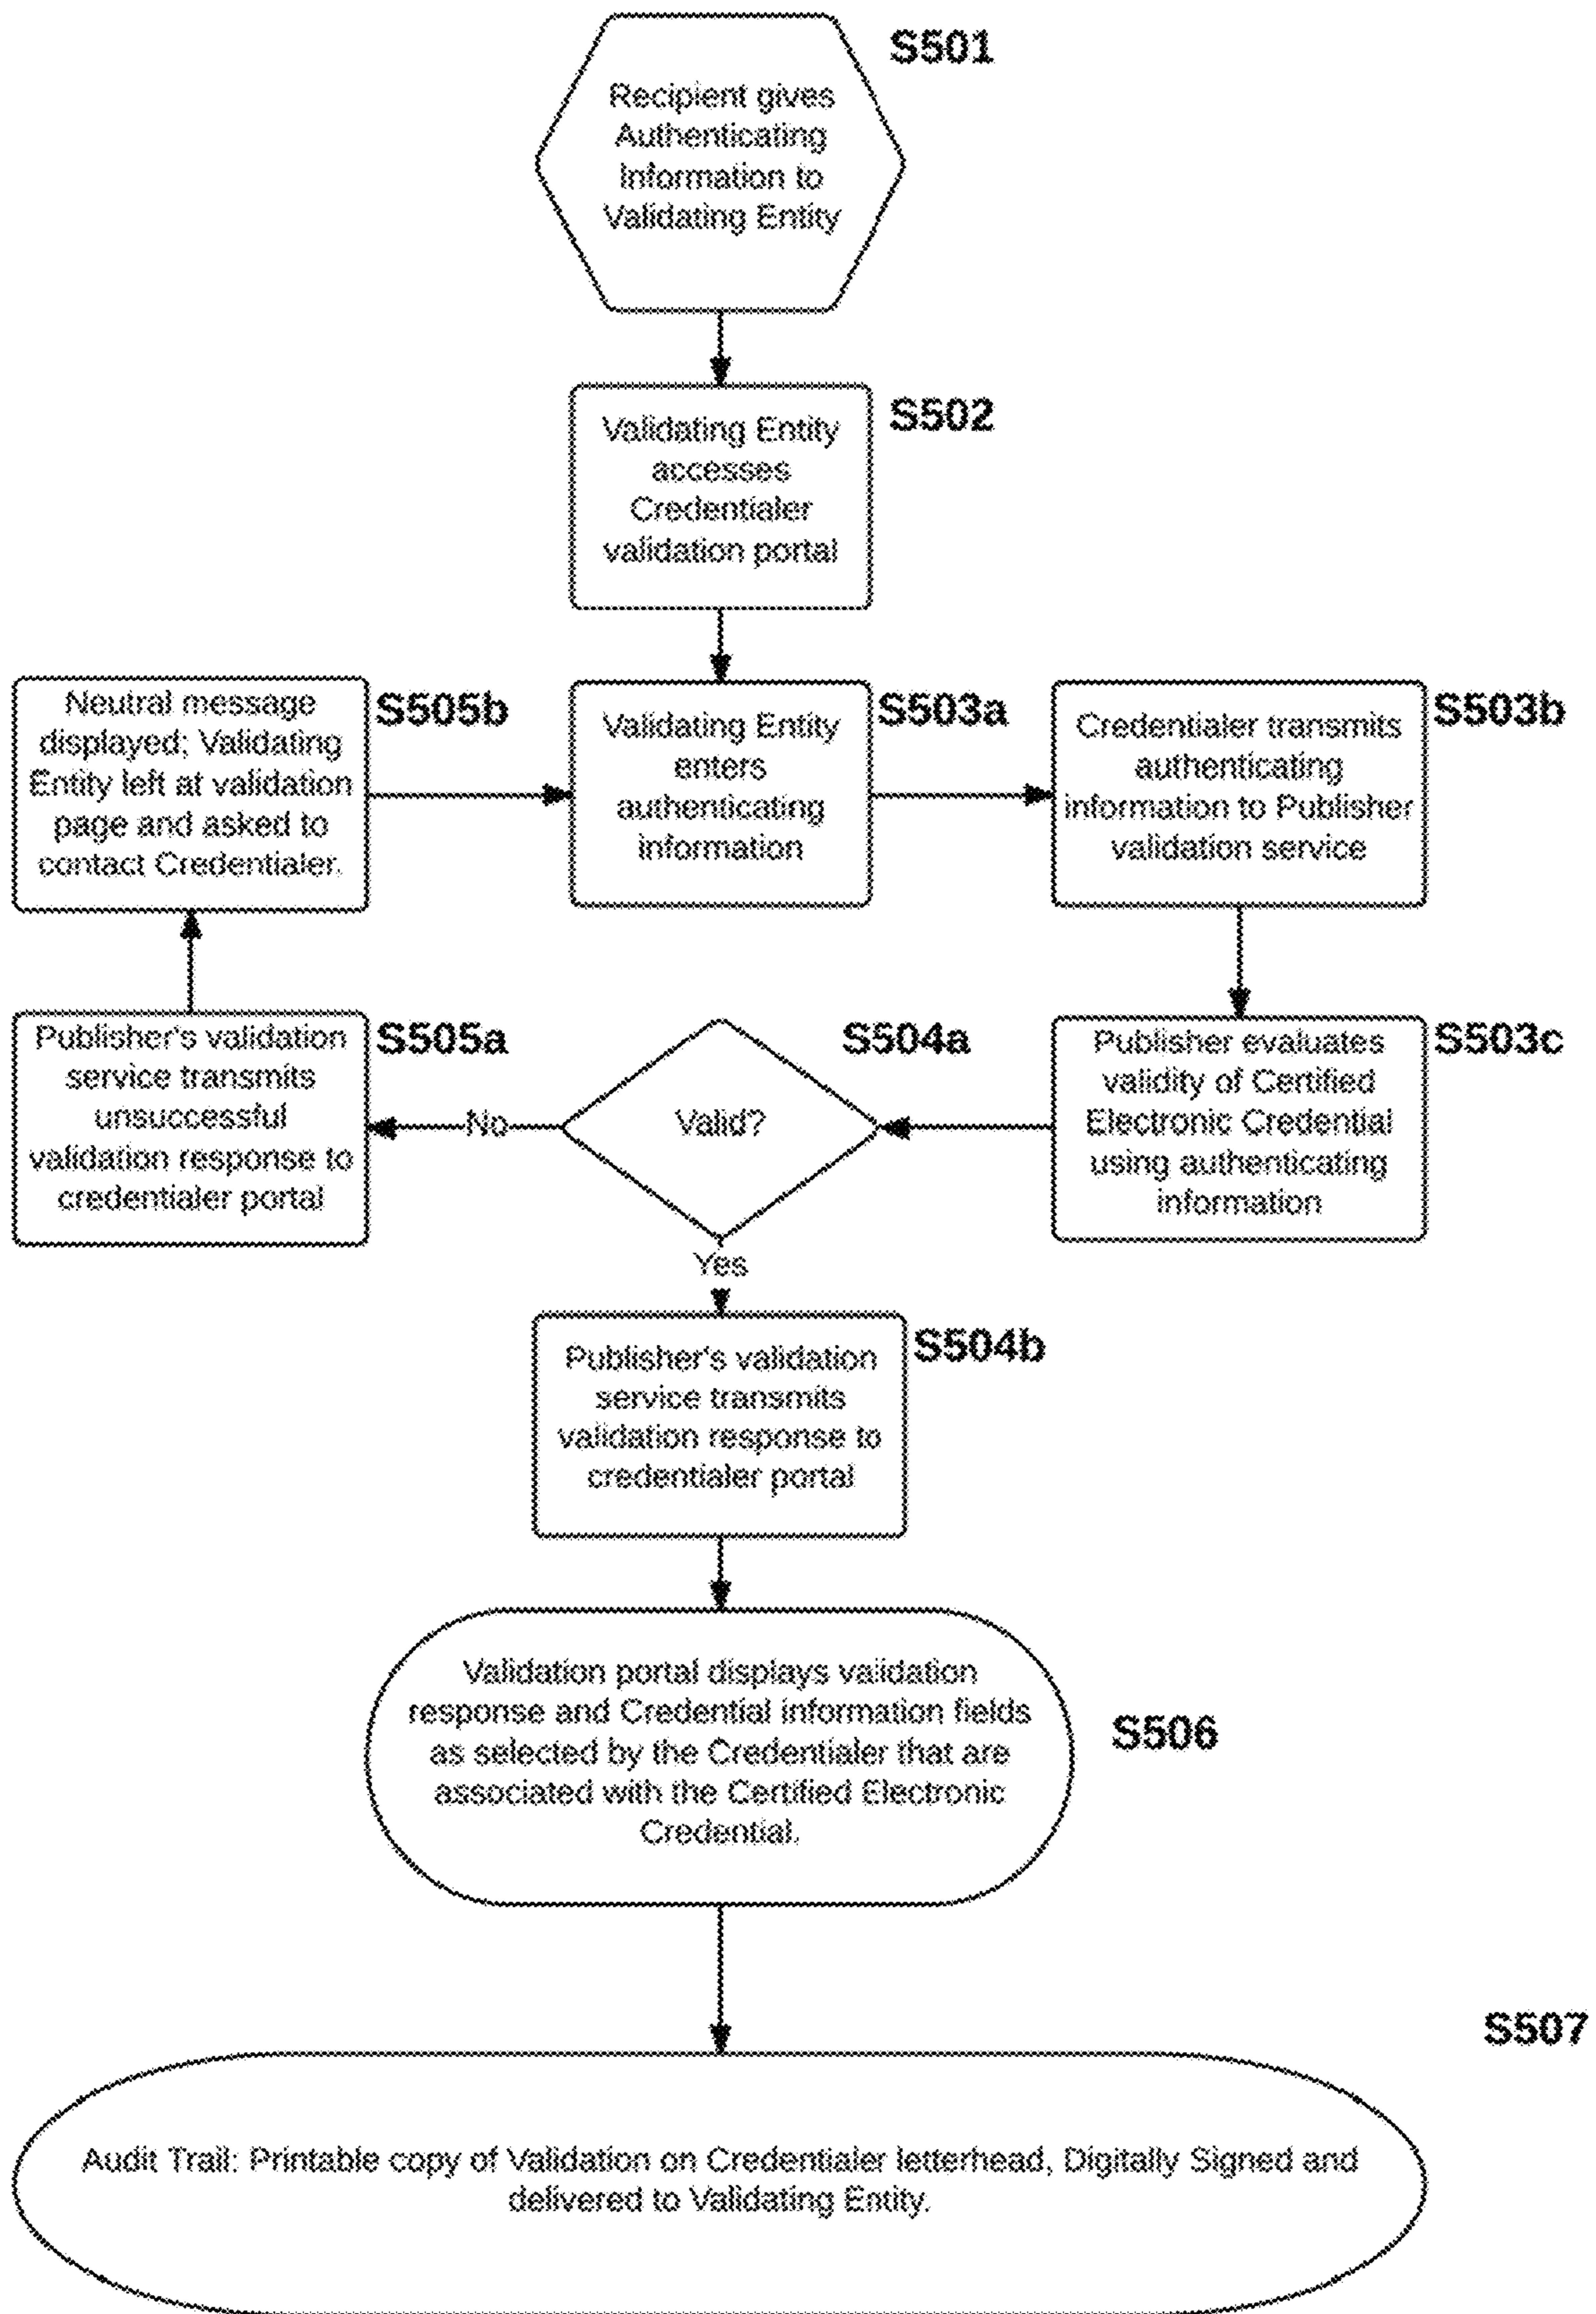 S501
Recipient gives
Authenticating
Information to
Validating Entity
S502
Validating Entity
accesses
Credentialer
validation portal
S505b
Neutral message
displayed; Validating
Entity left at validation
page and asked to
contact Credentialer.
S503a
Validating Entity
enters
authenticating
information
S503b
Credentialer transmits
authenticating
information to Publisher
validation service
S505a
Publisher's validation
service transmits
unsuccessful
validation response to
credentialer portal
No
S504a
Valid?
S503c
Publisher evaluates
validity of Certified
Electronic Credential
using authenticating
information
Yes
S504b
Publisher's validation
service transmits
validation response to
credentialer portal
Validation portal displays validation
response and Credential information fields
as selected by the Credentialer that are
associated with the Certified Electronic
Credential.
S506
S507
Audit Trail: Printable copy of Validation on Credentialer letterhead, Digitally Signed and
delivered to Validating Entity.